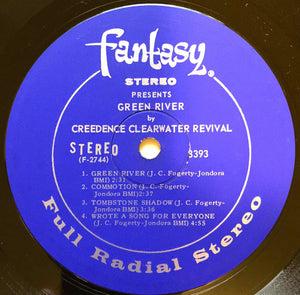 fantasy
STEREO
PRESENTS
GREEN RIVER
by
CREEDENCE CLEARWATER REVIVAL
STEREO
(F-2744)
8393
1. GREEN RIVER (J. C. Fogerty-Jondora
BMI) 2:31
2. COMMOTION (J. C. Fogerty-
Jondora BMI)2:37
3. TOMBSTONE SHADOW (J. C. Fogerty-Jondora
BMI) 3:36
4. WROTE A SONG FOR EVERYONE
(J. C. Fogerty-Jondora BMI) 4:55
Full Radial Stereo